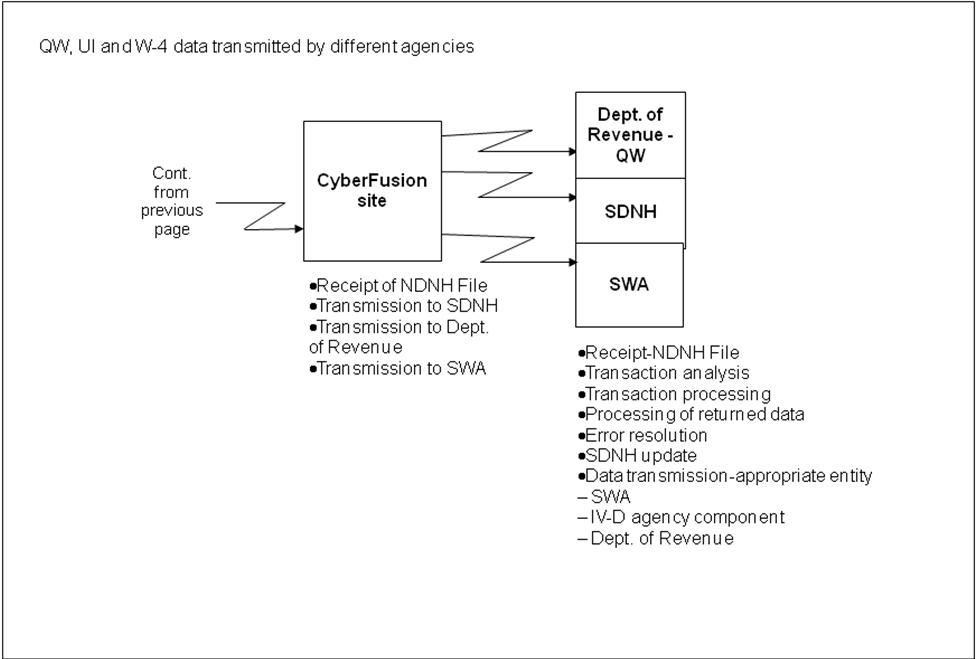 QW, UI and W-4 data transmitted by different agencies
Cont.
from
previous
page
CyberFusion
site
Dept. of
Revenue -
QW
SDNH
SWA
•Receipt of NDNH File
•Transmission to SDNH
•Transmission to Dept.
of Revenue
•Transmission to SWA
•Receipt-NDNH File
•Transaction analysis
•Transaction processing
•Processing of returned data
•Error resolution
•SDNH update
•Data transmission-appropriate entity
– SWA
– IV-D agency component
– Dept. of Revenue